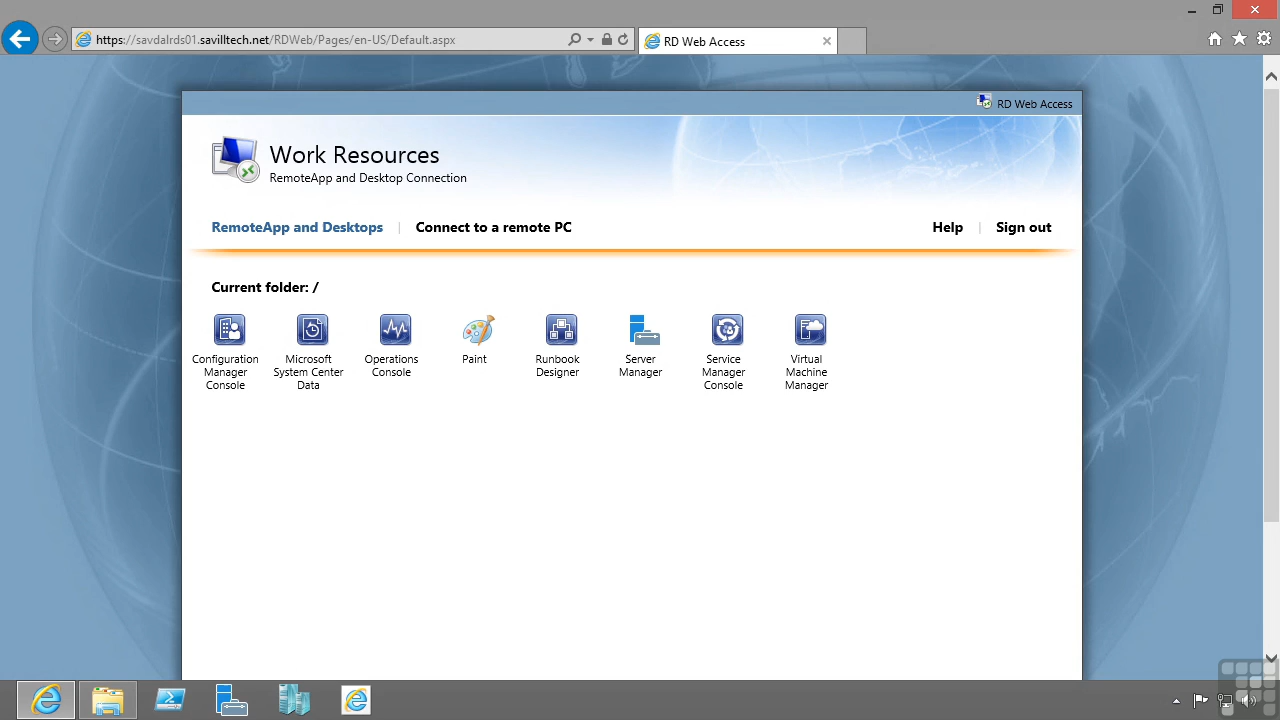 https://savdalrds01.savilltech.net/RDWeb/Pages/en-US/Default.aspx
RD Web Access
RD Web Access
Work Resources
RemoteApp and Desktop Connection
RemoteApp and Desktops | Connect to a remote PC
Help | Sign out
Current folder: /
Configuration
Manager
Console
Microsoft
System Center
Data
Operations
Console
Paint
Runbook
Designer
Server
Manager
Service
Manager
Console
Virtual
Machine
Manager